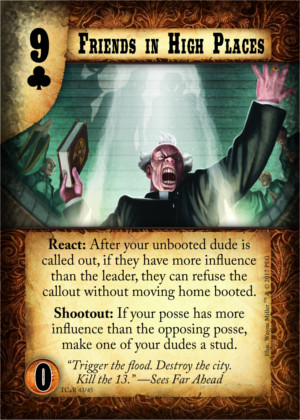 9
FRIENDS IN HIGH PLACES
React: After your unbooted dude is
called out, if they have more influence
than the leader, they can refuse the
callout without moving home booted.
Shootout: If your posse has more
influence than the opposing posse,
make one of your dudes a stud.
"Trigger the flood. Destroy the city.
Kill the 13." —Sees Far Ahead
0